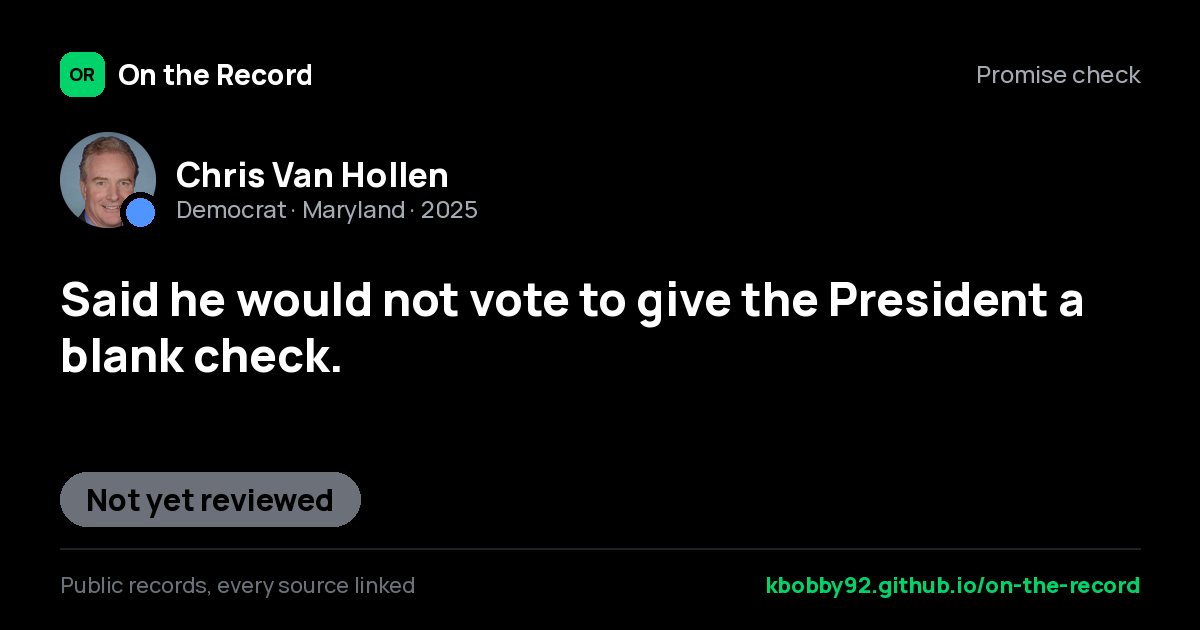 OR On the Record
Promise check
Chris Van Hollen
Democrat · Maryland · 2025
Said he would not vote to give the President a
blank check.
Not yet reviewed
Public records, every source linked
kbobby92.github.io/on-the-record